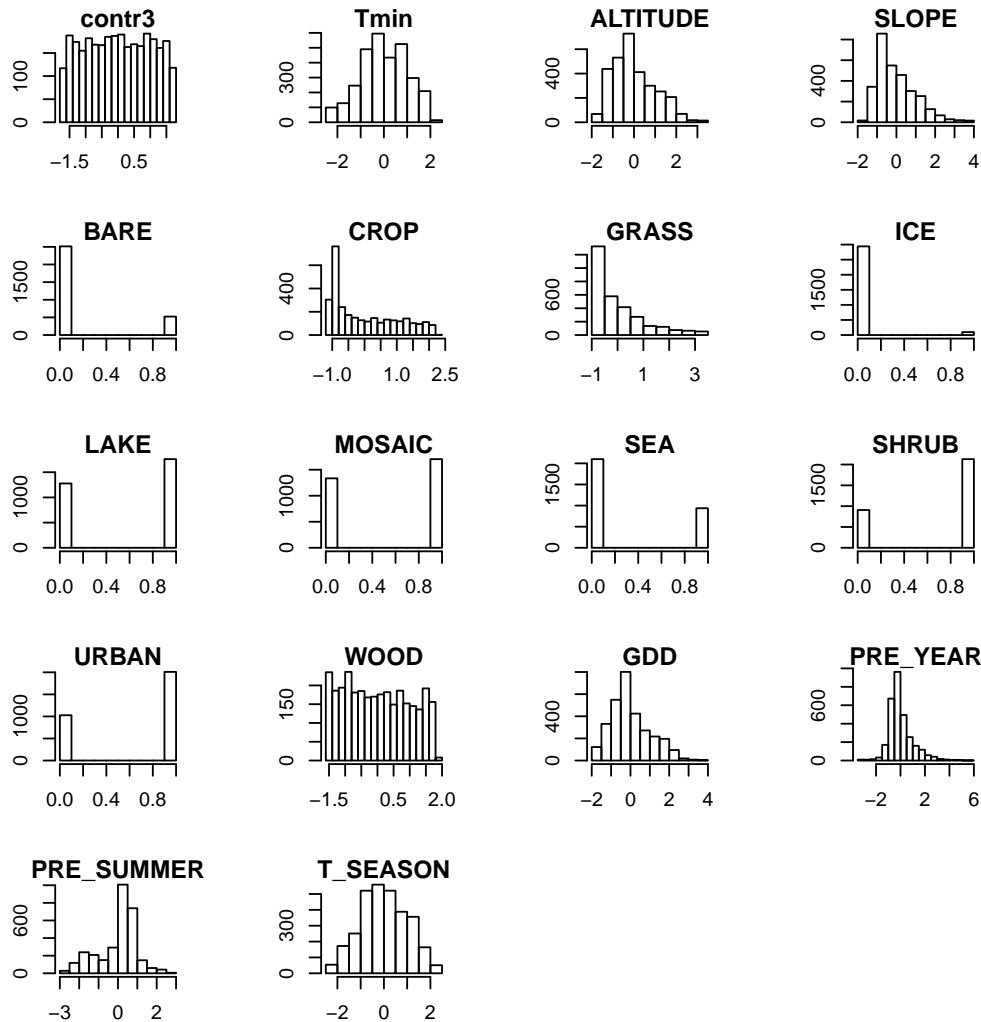 contr3 Tmin ALTITUDE SLOPE
0 100
−1.5 0.5
0 300
−2 0 2
0 400
−2 0 2
0 400
−2 0 2 4
BARE CROP GRASS ICE
0 1500
0.0 0.4 0.8
0 400
−1.0 1.0 2.5
0 600
−1 1 3
0 1500
0.0 0.4 0.8
LAKE MOSAIC SEA SHRUB
0 1000
0.0 0.4 0.8
0 1000
0.0 0.4 0.8
0 1500
0.0 0.4 0.8
0 1500
0.0 0.4 0.8
URBAN WOOD GDD PRE_YEAR
0 1000
0.0 0.4 0.8
0 150
−1.5 0.5 2.0
0 400
−2 0 2 4
0 600
−2 2 6
PRE_SUMMER T_SEASON
0 600
−3 0 2
0 300
−2 0 2